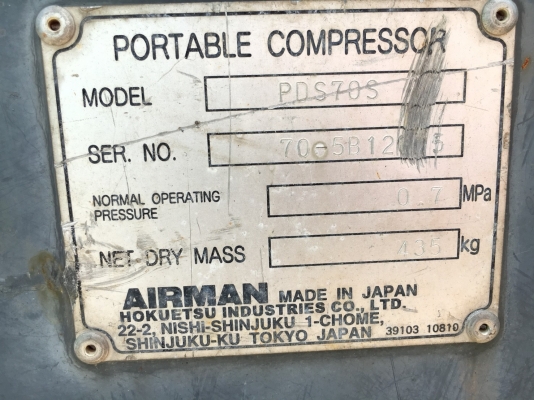 PORTABLE COMPRESSOR
MODEL PDS70S
SER. NO.
NORMAL OPERATING
PRESSURE 0.7 MPa
NET DRY MASS 435 kg
AIRMAN MADE IN JAPAN
HOKUETSU INDUSTRIES CO., LTD.
22-2, NISHI-SHINJUKU 1-CHOME,
SHINJUKU-KU TOKYO JAPAN 39103 10810